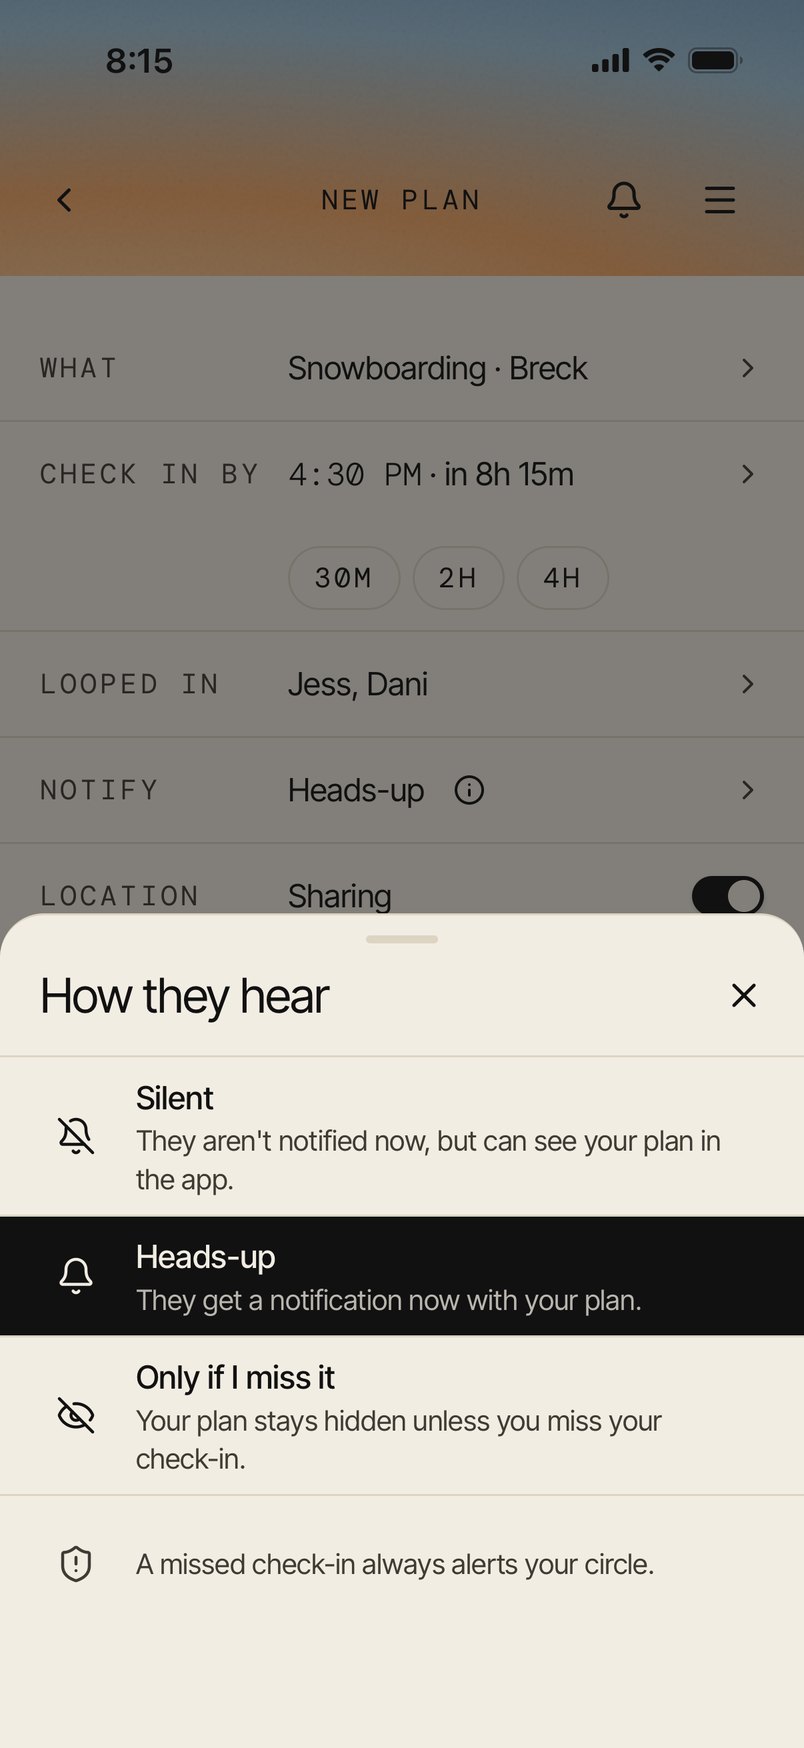 8:15
NEW PLAN
WHAT Snowboarding · Breck
CHECK IN BY 4:30 PM · in 8h 15m
30M 2H 4H
LOOPED IN Jess, Dani
NOTIFY Heads-up
LOCATION Sharing
How they hear
Silent
They aren't notified now, but can see your plan in
the app.
Heads-up
They get a notification now with your plan.
Only if I miss it
Your plan stays hidden unless you miss your
check-in.
A missed check-in always alerts your circle.